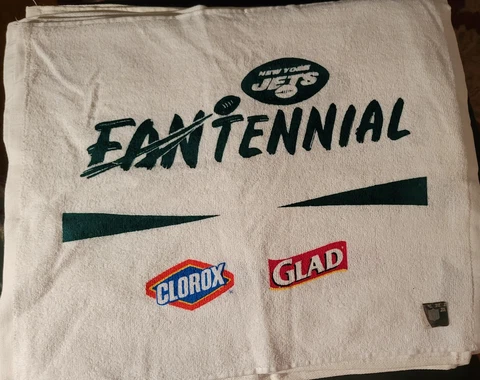 NEW YORK
JETS
FANTENNIAL
CLOROX
GLAD